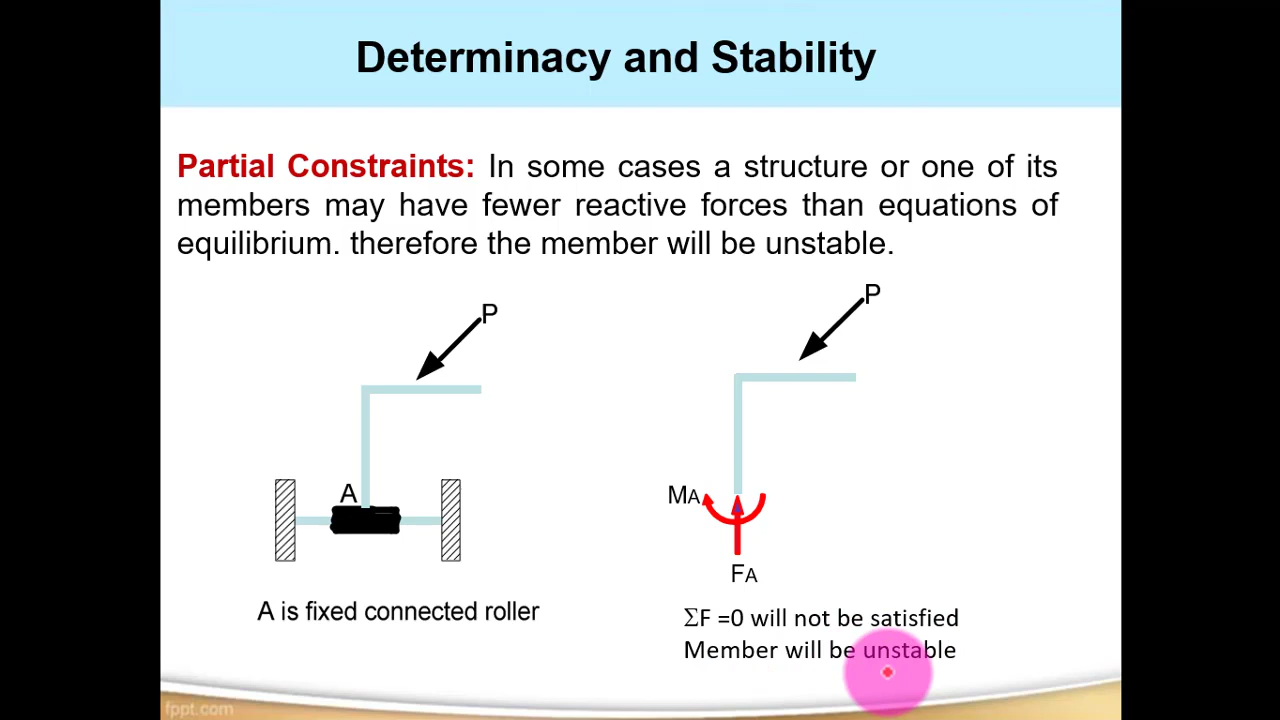 Determinacy and Stability
Partial Constraints: In some cases a structure or one of its
members may have fewer reactive forces than equations of
equilibrium. therefore the member will be unstable.
P
P
A
MA
FA
A is fixed connected roller
ΣF =0 will not be satisfied
Member will be unstable
fppt.com